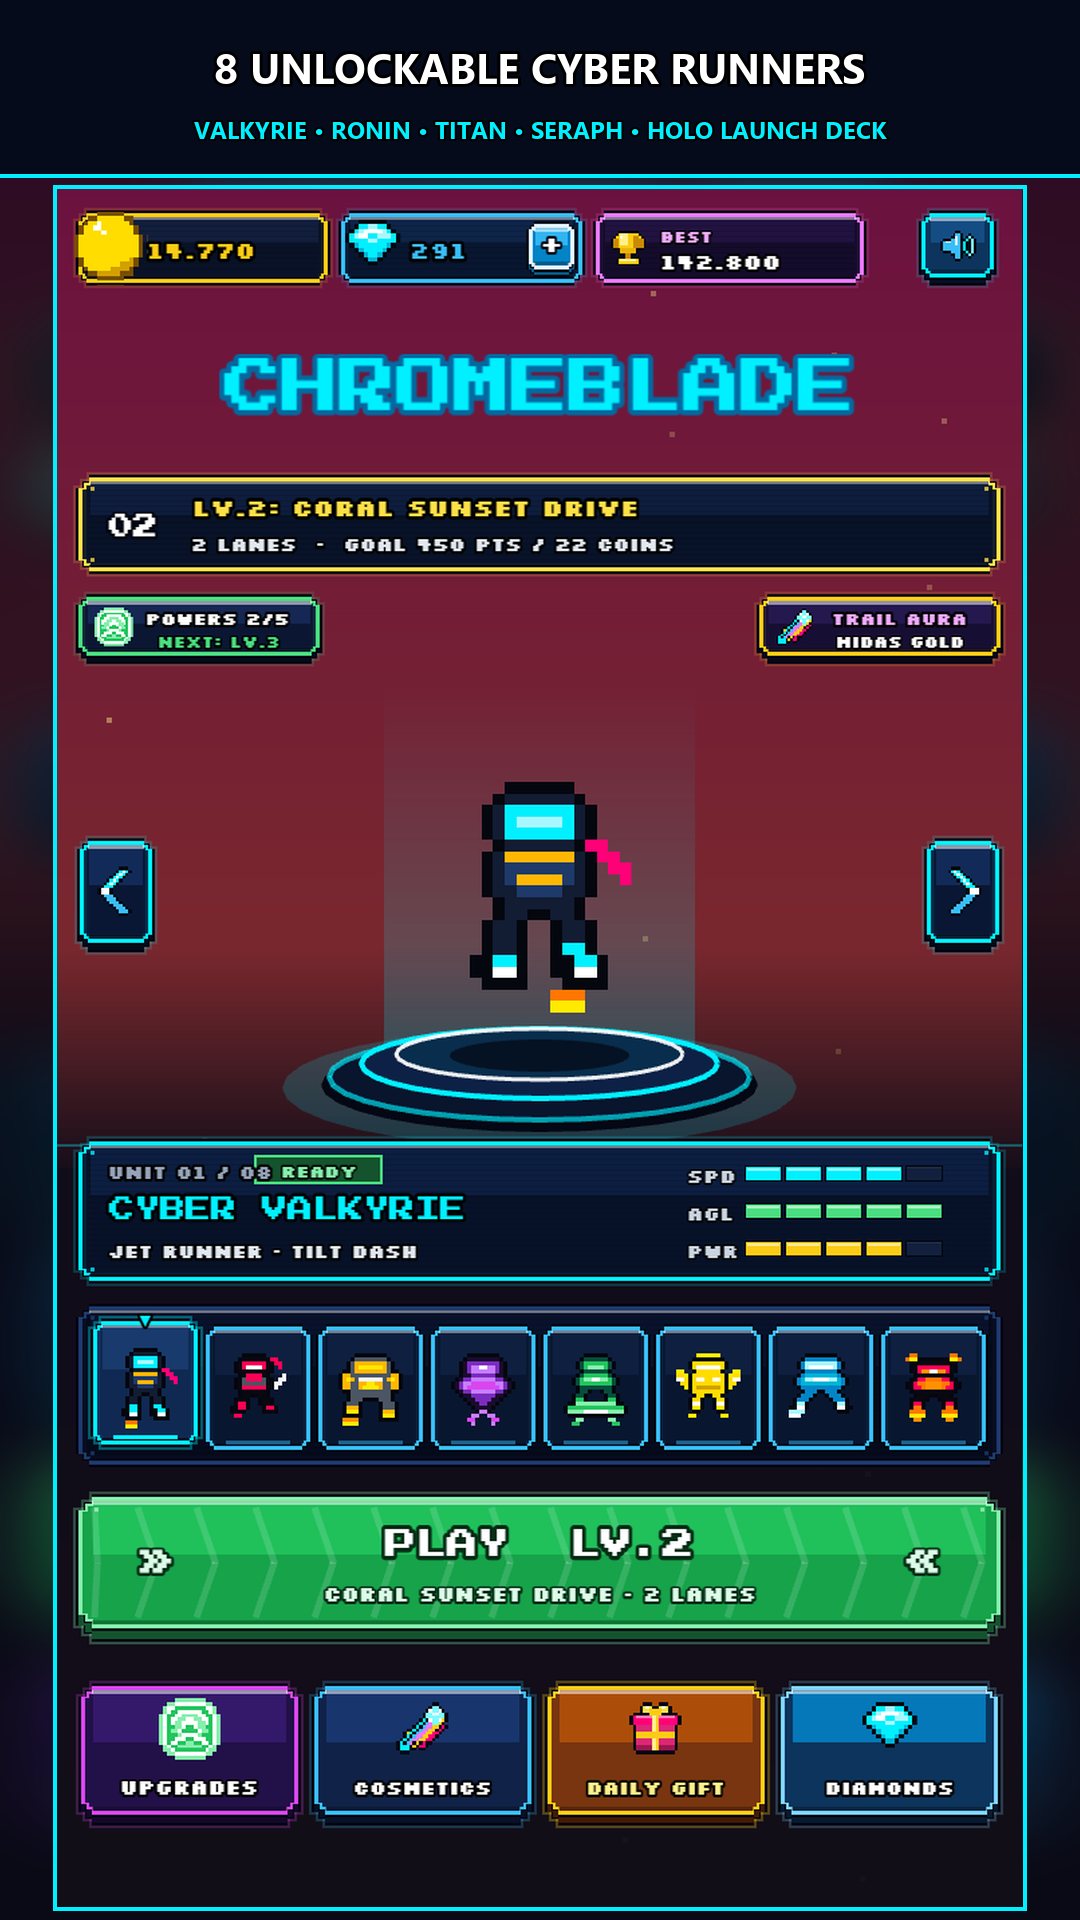 8 UNLOCKABLE CYBER RUNNERS
VALKYRIE • RONIN • TITAN • SERAPH • HOLO LAUNCH DECK
14.770
291
+
BEST
142.800
CHROMEBLADE
02
LV.2: CORAL SUNSET DRIVE
2 LANES - GOAL 450 PTS / 22 COINS
POWERS 2/5
NEXT: LV.3
TRAIL AURA
MIDAS GOLD
UNIT 01 / 08
READY
CYBER VALKYRIE
JET RUNNER - TILT DASH
SPD
AGL
PWR
PLAY LV.2
CORAL SUNSET DRIVE - 2 LANES
UPGRADES
COSMETICS
DAILY GIFT
DIAMONDS